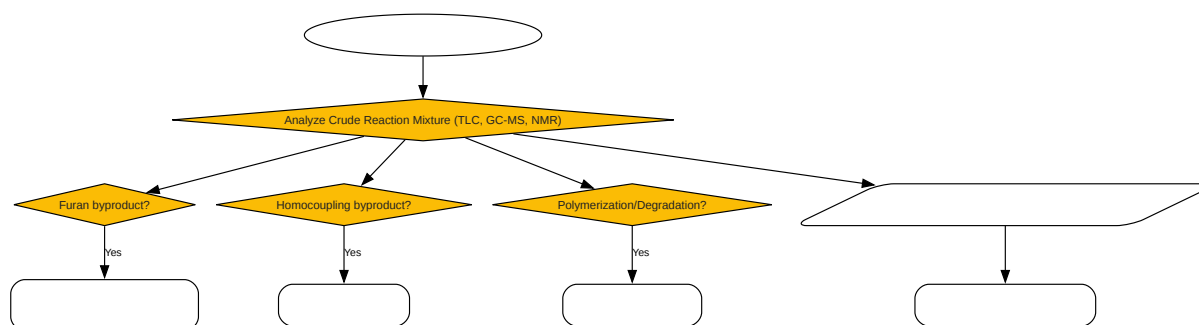 Analyze Crude Reaction Mixture (TLC, GC-MS, NMR)
Furan byproduct?
Homocoupling byproduct?
Polymerization/Degradation?
Yes
Yes
Yes